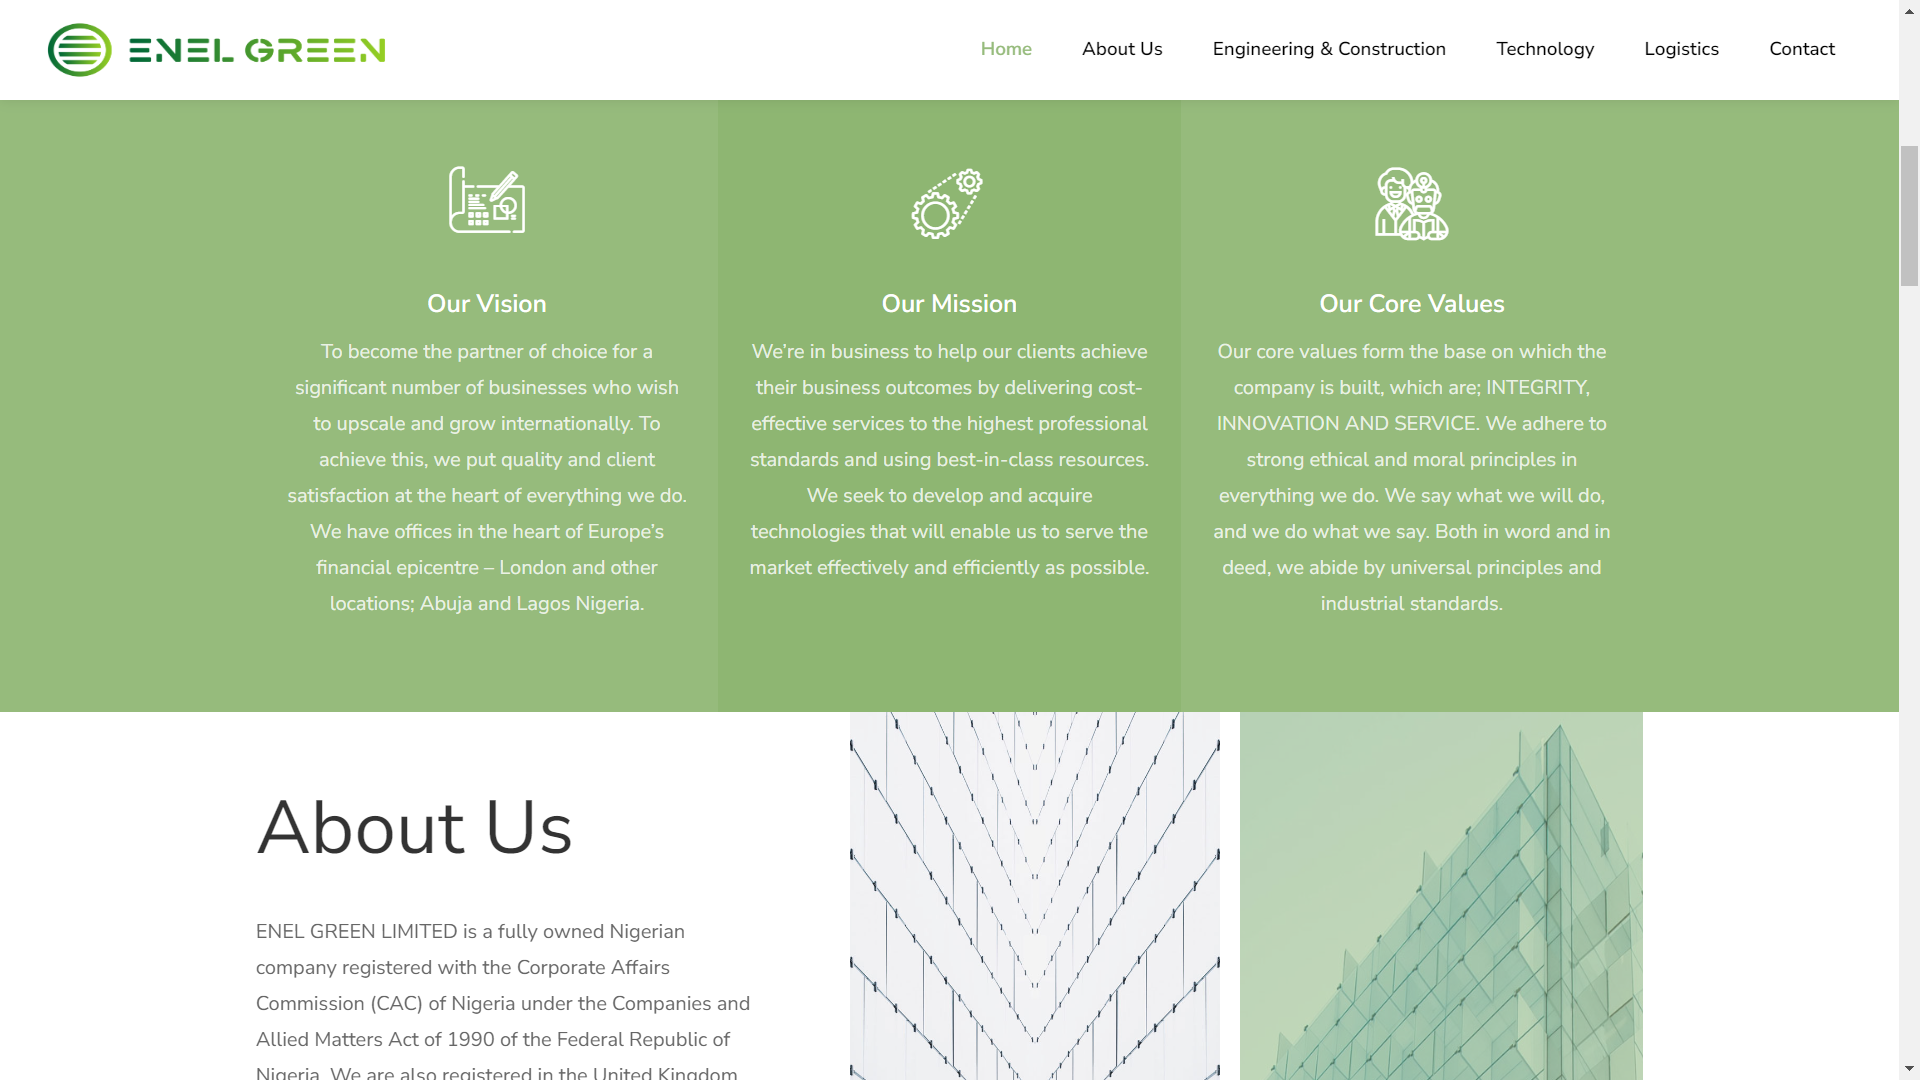 ENEL GREEN
Home
About Us
Engineering & Construction
Technology
Logistics
Contact
Our Vision
To become the partner of choice for a
significant number of businesses who wish
to upscale and grow internationally. To
achieve this, we put quality and client
satisfaction at the heart of everything we do.
We have offices in the heart of Europe’s
financial epicentre – London and other
locations; Abuja and Lagos Nigeria.
Our Mission
We’re in business to help our clients achieve
their business outcomes by delivering cost-
effective services to the highest professional
standards and using best-in-class resources.
We seek to develop and acquire
technologies that will enable us to serve the
market effectively and efficiently as possible.
Our Core Values
Our core values form the base on which the
company is built, which are; INTEGRITY,
INNOVATION AND SERVICE. We adhere to
strong ethical and moral principles in
everything we do. We say what we will do,
and we do what we say. Both in word and in
deed, we abide by universal principles and
industrial standards.
About Us
ENEL GREEN LIMITED is a fully owned Nigerian
company registered with the Corporate Affairs
Commission (CAC) of Nigeria under the Companies and
Allied Matters Act of 1990 of the Federal Republic of
Nigeria. We are also registered in the United Kingdom